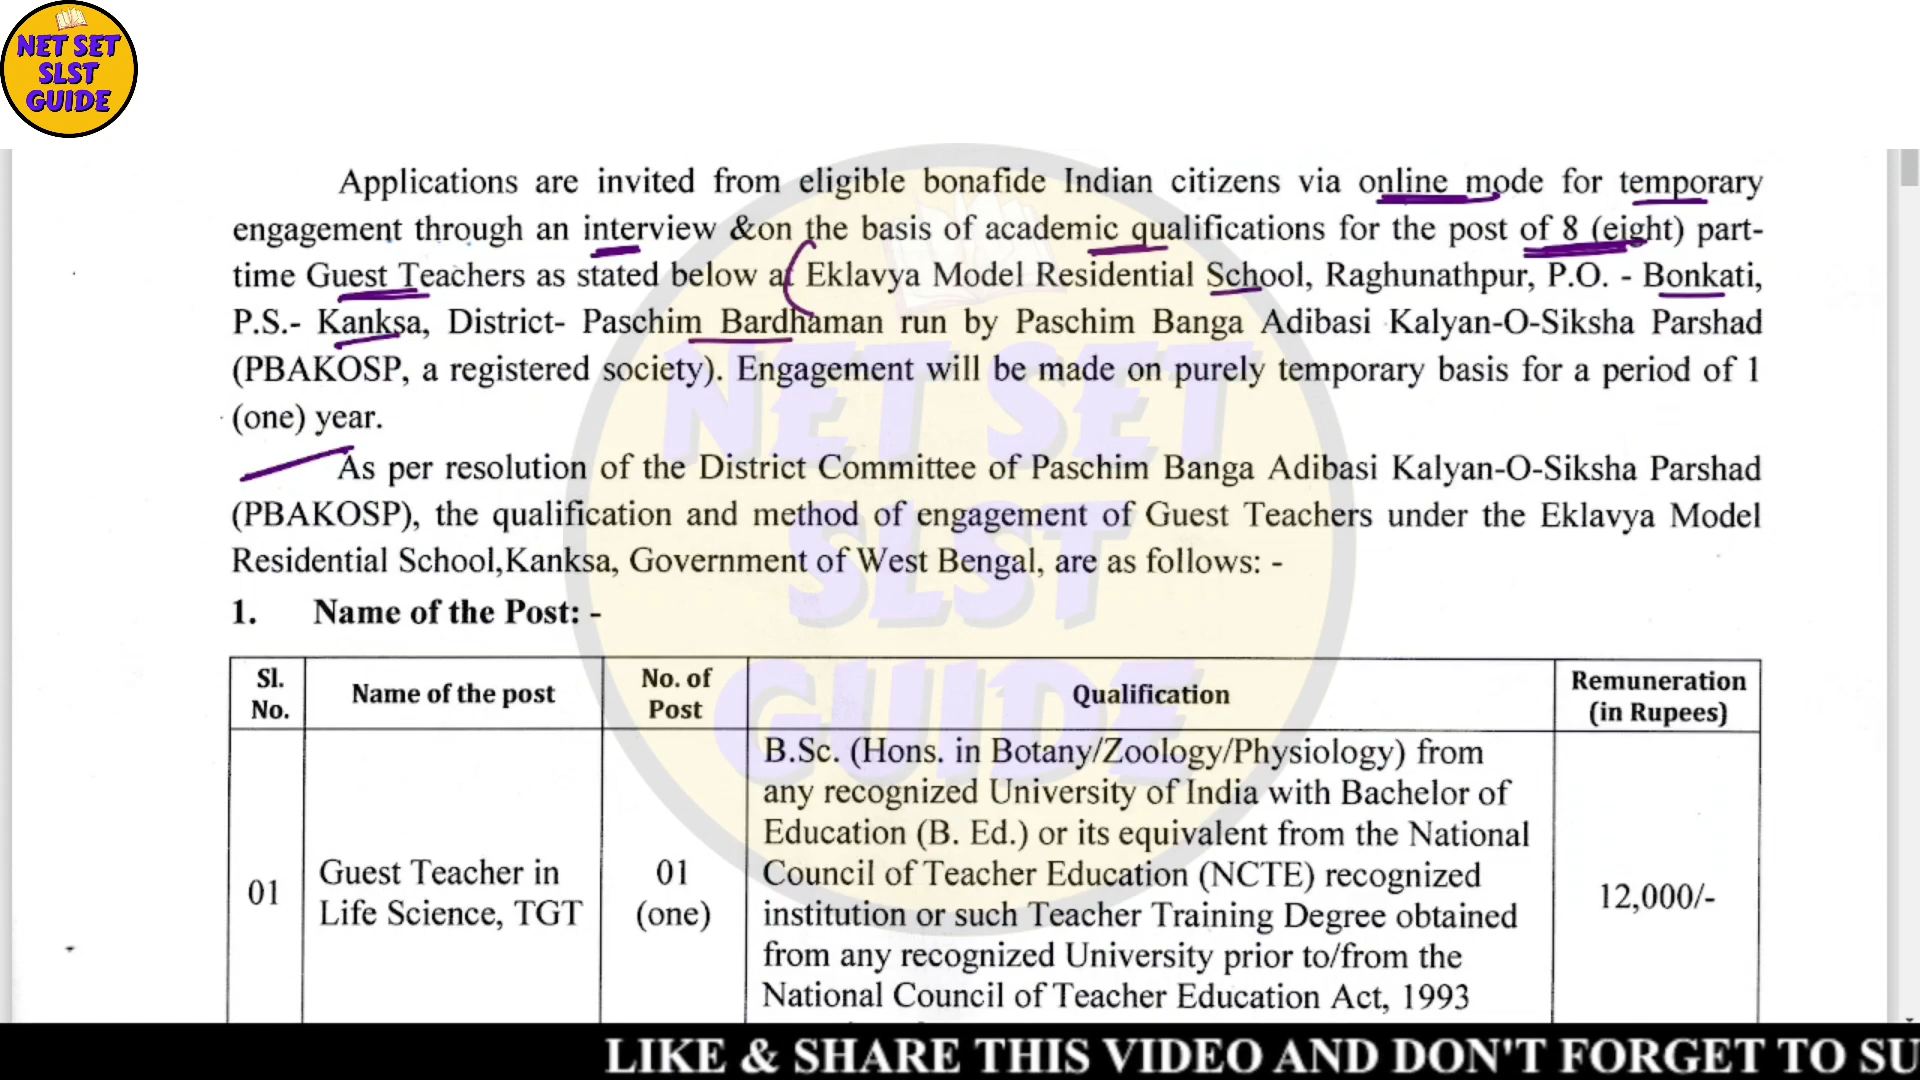 NET SET
SLST
GUIDE
Applications are invited from eligible bonafide Indian citizens via online mode for temporary
engagement through an interview &on the basis of academic qualifications for the post of 8 (eight) part-
time Guest Teachers as stated below at Eklavya Model Residential School, Raghunathpur, P.O. - Bonkati,
P.S.- Kanksa, District- Paschim Bardhaman run by Paschim Banga Adibasi Kalyan-O-Siksha Parshad
(PBAKOSP, a registered society). Engagement will be made on purely temporary basis for a period of 1
(one) year.
As per resolution of the District Committee of Paschim Banga Adibasi Kalyan-O-Siksha Parshad
(PBAKOSP), the qualification and method of engagement of Guest Teachers under the Eklavya Model
Residential School,Kanksa, Government of West Bengal, are as follows: -
1. Name of the Post: -
Sl. No. Name of the post No. of Post Qualification Remuneration (in Rupees)
01 Guest Teacher in Life Science, TGT 01 (one)
B.Sc. (Hons. in Botany/Zoology/Physiology) from
any recognized University of India with Bachelor of
Education (B. Ed.) or its equivalent from the National
Council of Teacher Education (NCTE) recognized
institution or such Teacher Training Degree obtained
from any recognized University prior to/from the
National Council of Teacher Education Act, 1993
12,000/-
NET SET
SLST
GUIDE
LIKE & SHARE THIS VIDEO AND DON'T FORGET TO SU